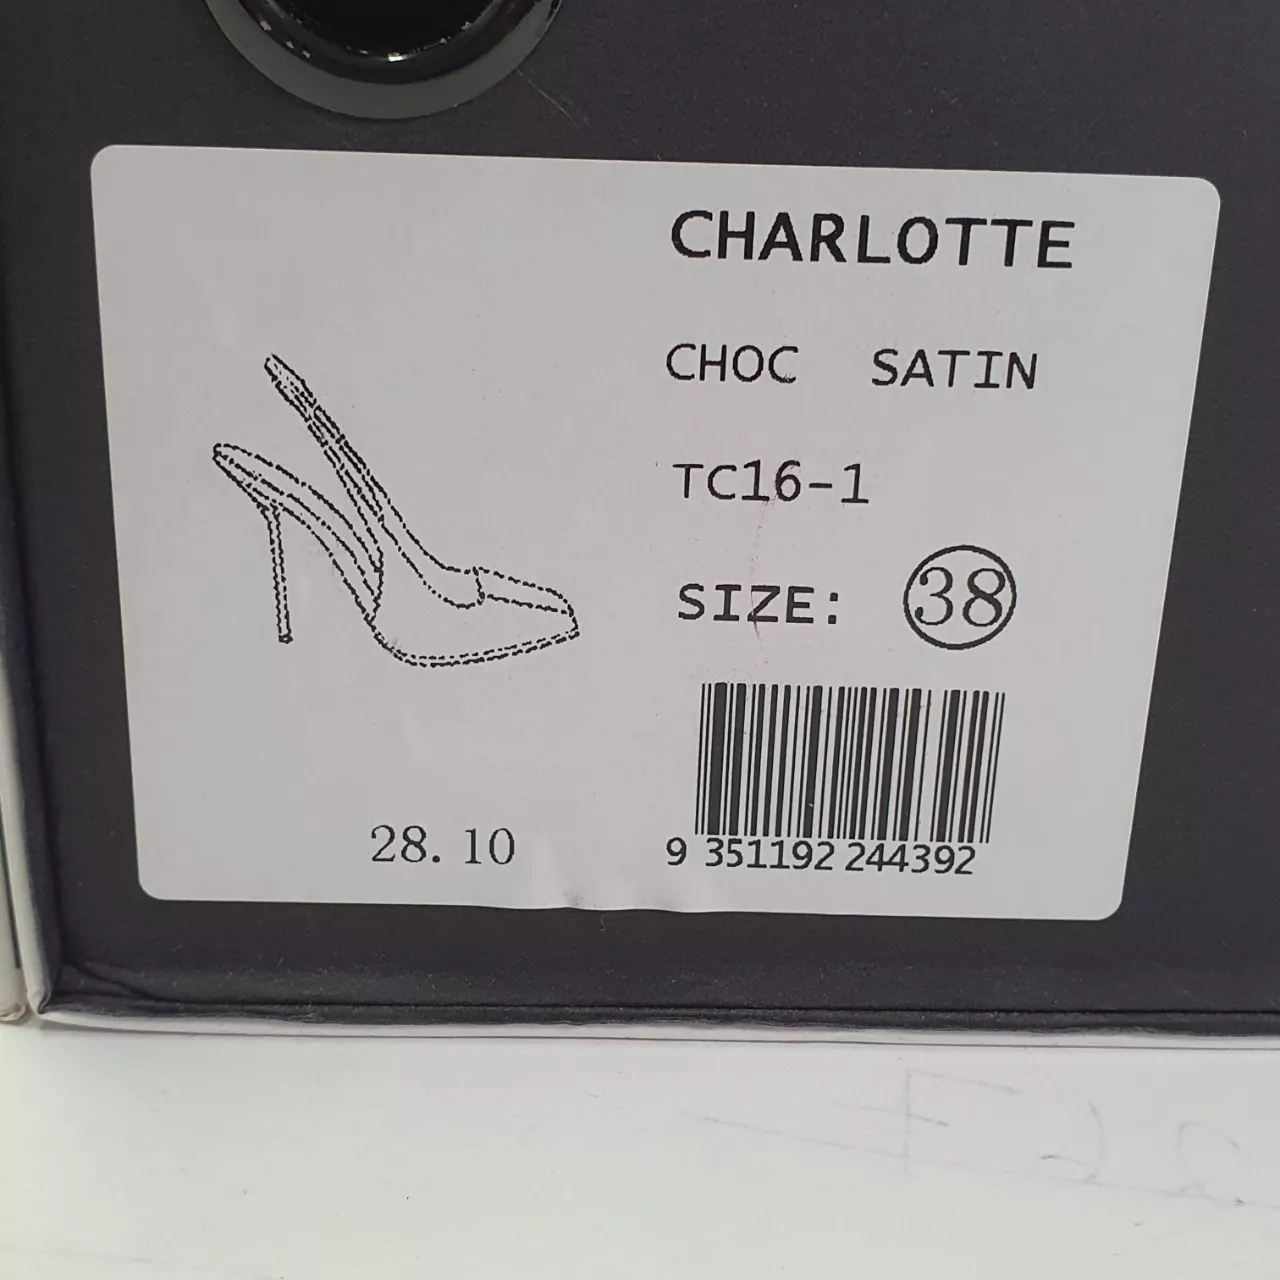 CHARLOTTE
CHOC SATIN
TC16-1
SIZE: 38
28.10
9 351192 244392